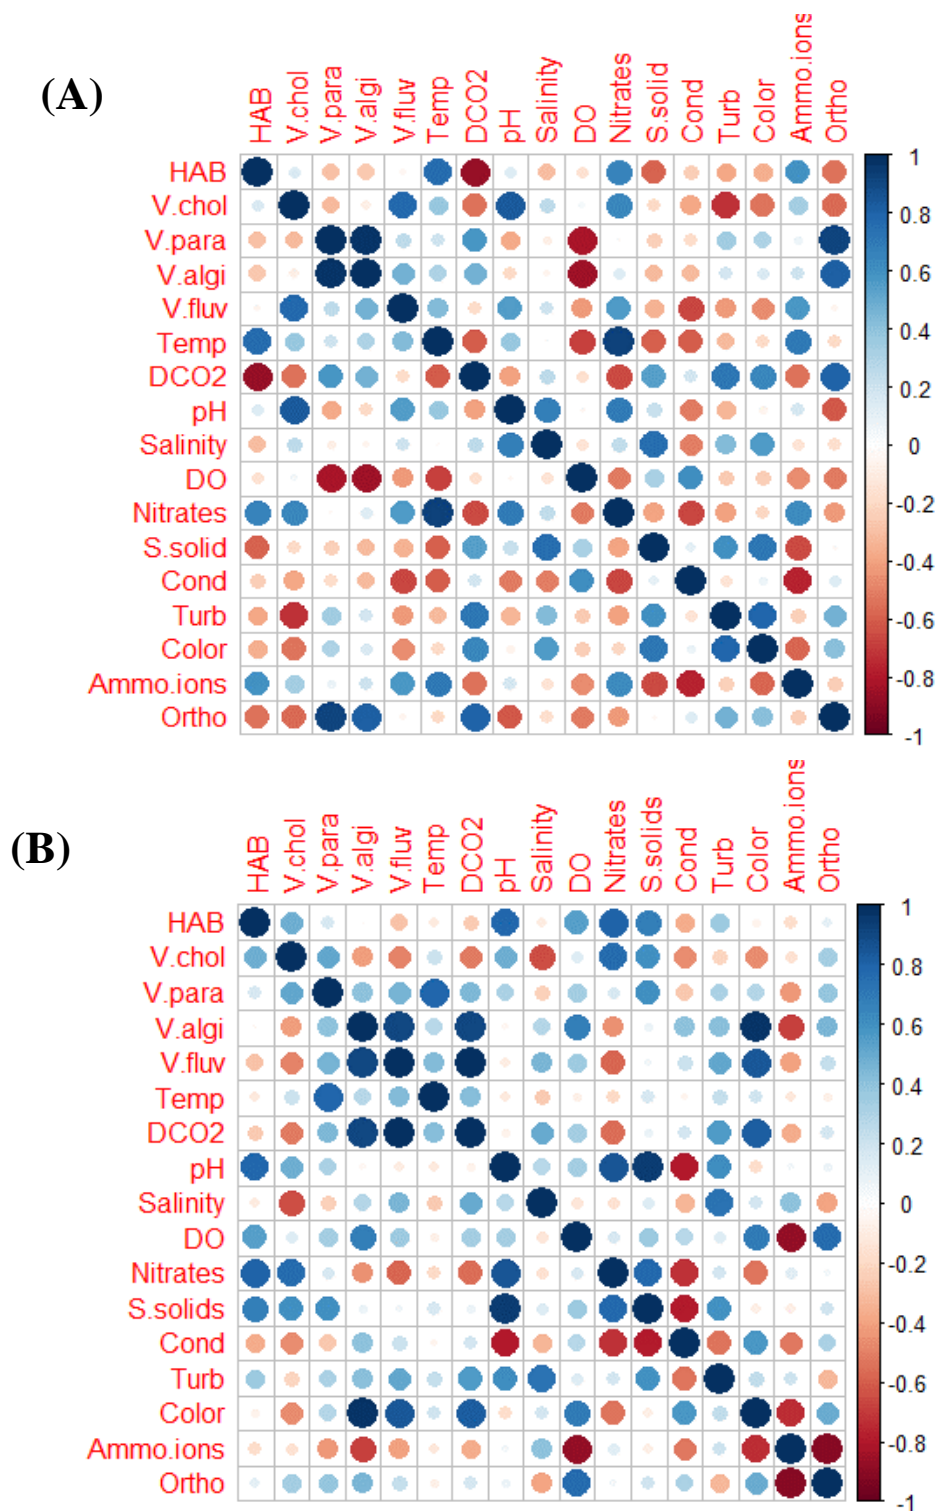 (A)
HAB V.chol V.para V.algi V.fluv Temp DCO2 pH Salinity DO Nitrates S.solid Cond Turb Color Ammo.ions Ortho
HAB
V.chol
V.para
V.algi
V.fluv
Temp
DCO2
pH
Salinity
DO
Nitrates
S.solid
Cond
Turb
Color
Ammo.ions
Ortho
1
0.8
0.6
0.4
0.2
0
-0.2
-0.4
-0.6
-0.8
-1
(B)
HAB V.chol V.para V.algi V.fluv Temp DCO2 pH Salinity DO Nitrates S.solids Cond Turb Color Ammo.ions Ortho
HAB
V.chol
V.para
V.algi
V.fluv
Temp
DCO2
pH
Salinity
DO
Nitrates
S.solids
Cond
Turb
Color
Ammo.ions
Ortho
1
0.8
0.6
0.4
0.2
0
-0.2
-0.4
-0.6
-0.8
-1